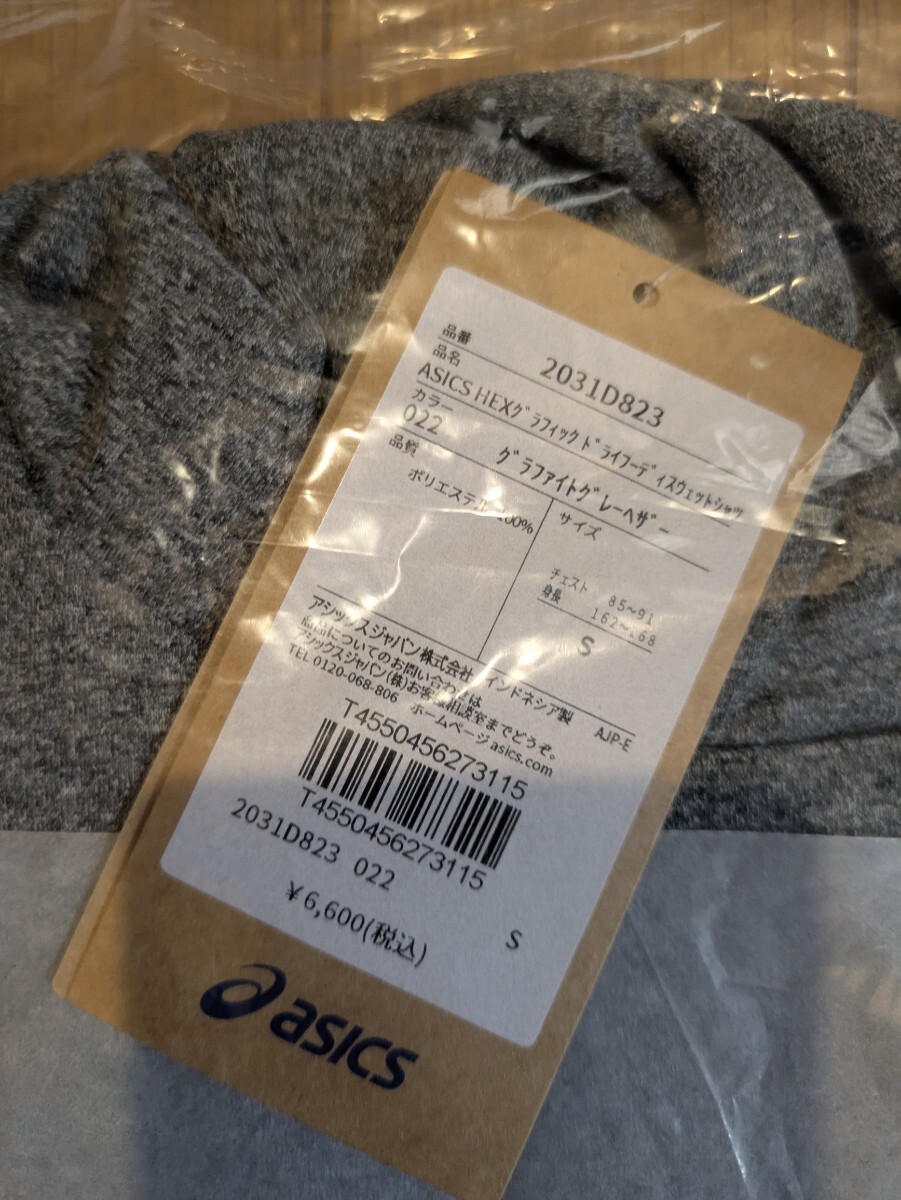 品番 2031D823
品名
ASICS HEXグラフィックドライフーディスウェットシャツ
カラー
022 グラファイトグレーヘザー
品質
ポリエステル 100%
サイズ
チェスト 85~91
身長 162~168
S
アシックスジャパン株式会社 インドネシア製
商品についてのお問い合わせは
アシックスジャパン(株)お客様相談室までどうぞ。
TEL 0120-068-806 ホームページ asics.com
AJP-E
T4550456273115
T4550456273115
2031D823 022 S
¥6,600(税込)
asics